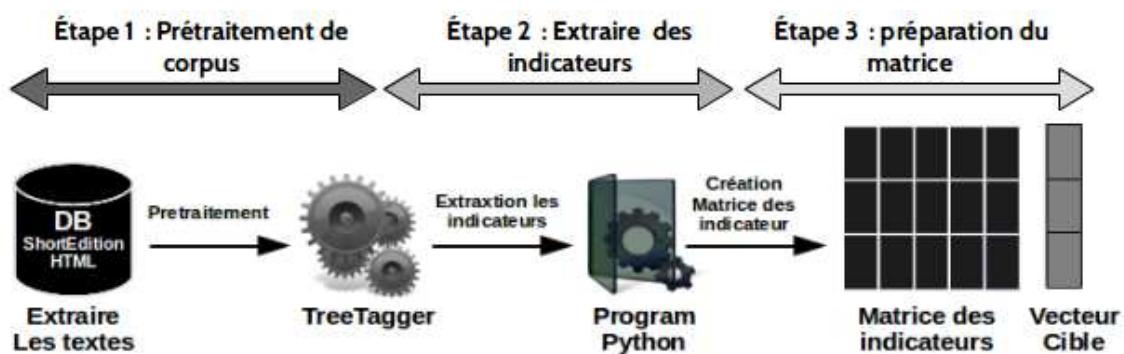 Étape 1 : Prétraitement de
corpus
Étape 2 : Extraire des
indicateurs
Étape 3 : préparation du
matrice
DB
ShortEdition
HTML
Pretraitement
Extraxtion les
indicateurs
Création
Matrice des
indicateur
Extraire
Les textes
TreeTagger
Program
Python
Matrice des
indicateurs
Vecteur
Cible